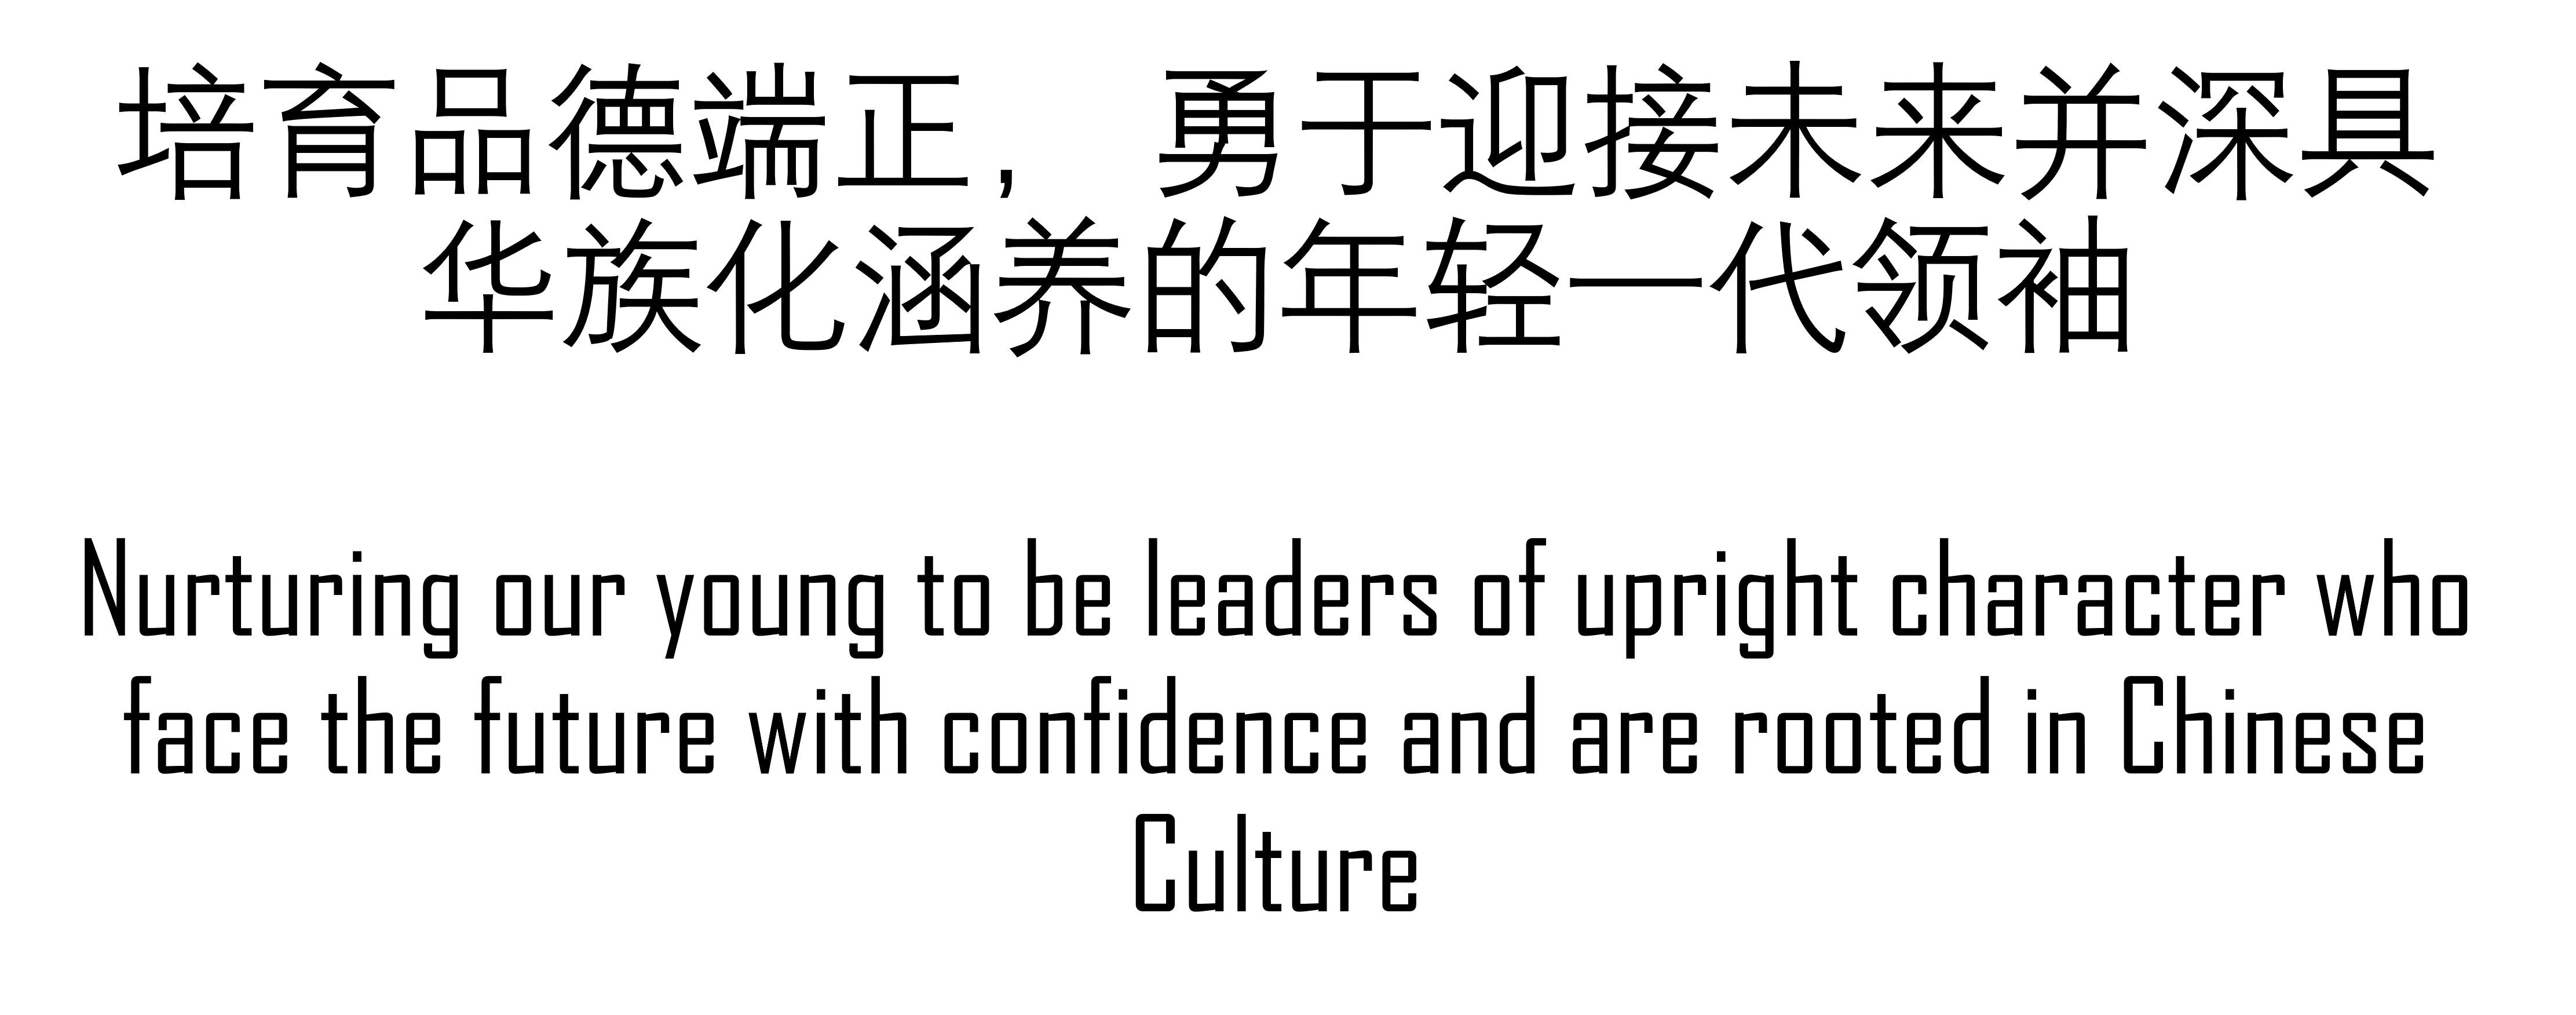 培育品德端正, 勇于迎接未来并深具
华族化涵养的年轻一代领袖
Nurturing our young to be leaders of upright character who
face the future with confidence and are rooted in Chinese
Culture